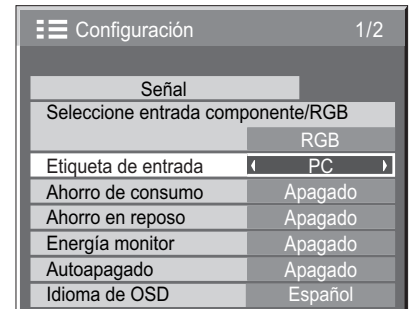 Configuración 1/2
Señal
Seleccione entrada componente/RGB
RGB
Etiqueta de entrada PC
Ahorro de consumo Apagado
Ahorro en reposo Apagado
Energía monitor Apagado
Autoapagado Apagado
Idioma de OSD Español